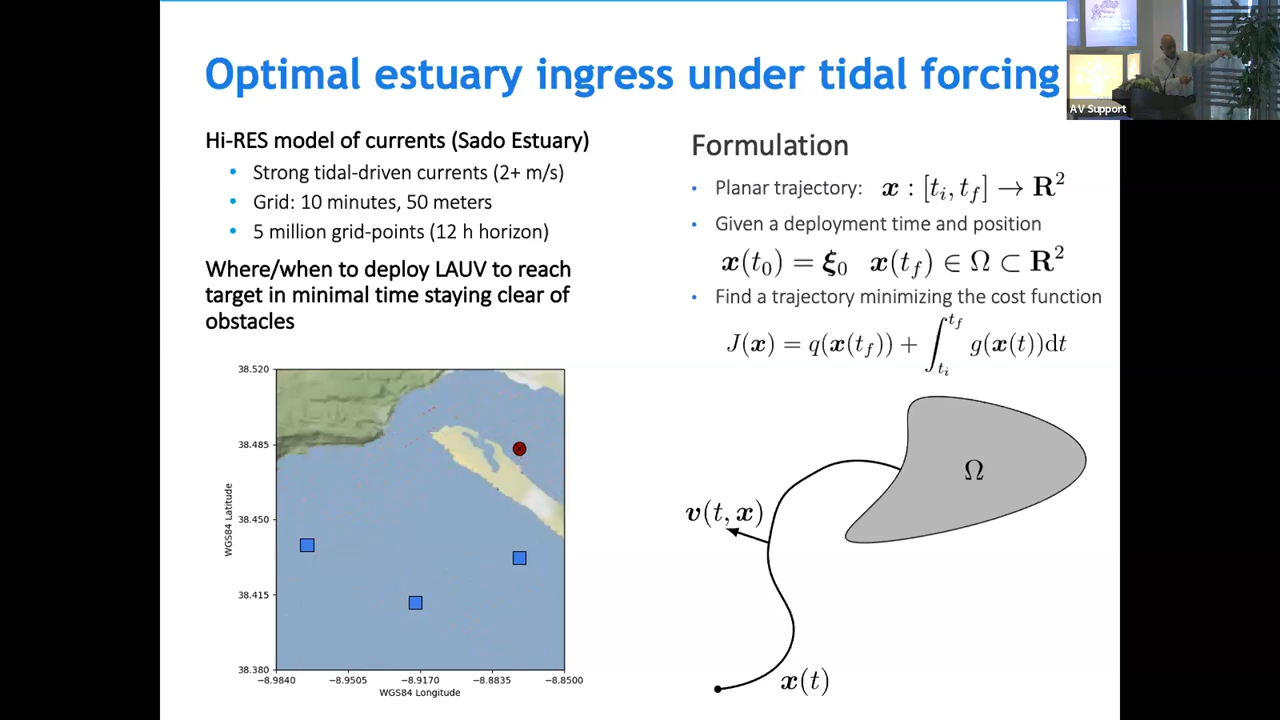 Optimal estuary ingress under tidal forcing
AV Support
Hi-RES model of currents (Sado Estuary)
• Strong tidal-driven currents (2+ m/s)
• Grid: 10 minutes, 50 meters
• 5 million grid-points (12 h horizon)
Where/when to deploy LAUV to reach
target in minimal time staying clear of
obstacles
38.520
38.485
38.450
38.415
38.380
WGS84 Latitude
−8.9840 −8.9505 −8.9170 −8.8835 −8.8500
WGS84 Longitude
Formulation
• Planar trajectory: x : [t_i, t_f] → R^2
• Given a deployment time and position
x(t_0) = ξ_0 x(t_f) ∈ Ω ⊂ R^2
• Find a trajectory minimizing the cost function
J(x) = q(x(t_f)) + ∫_{t_i}^{t_f} g(x(t))dt
Ω
v(t, x)
x(t)